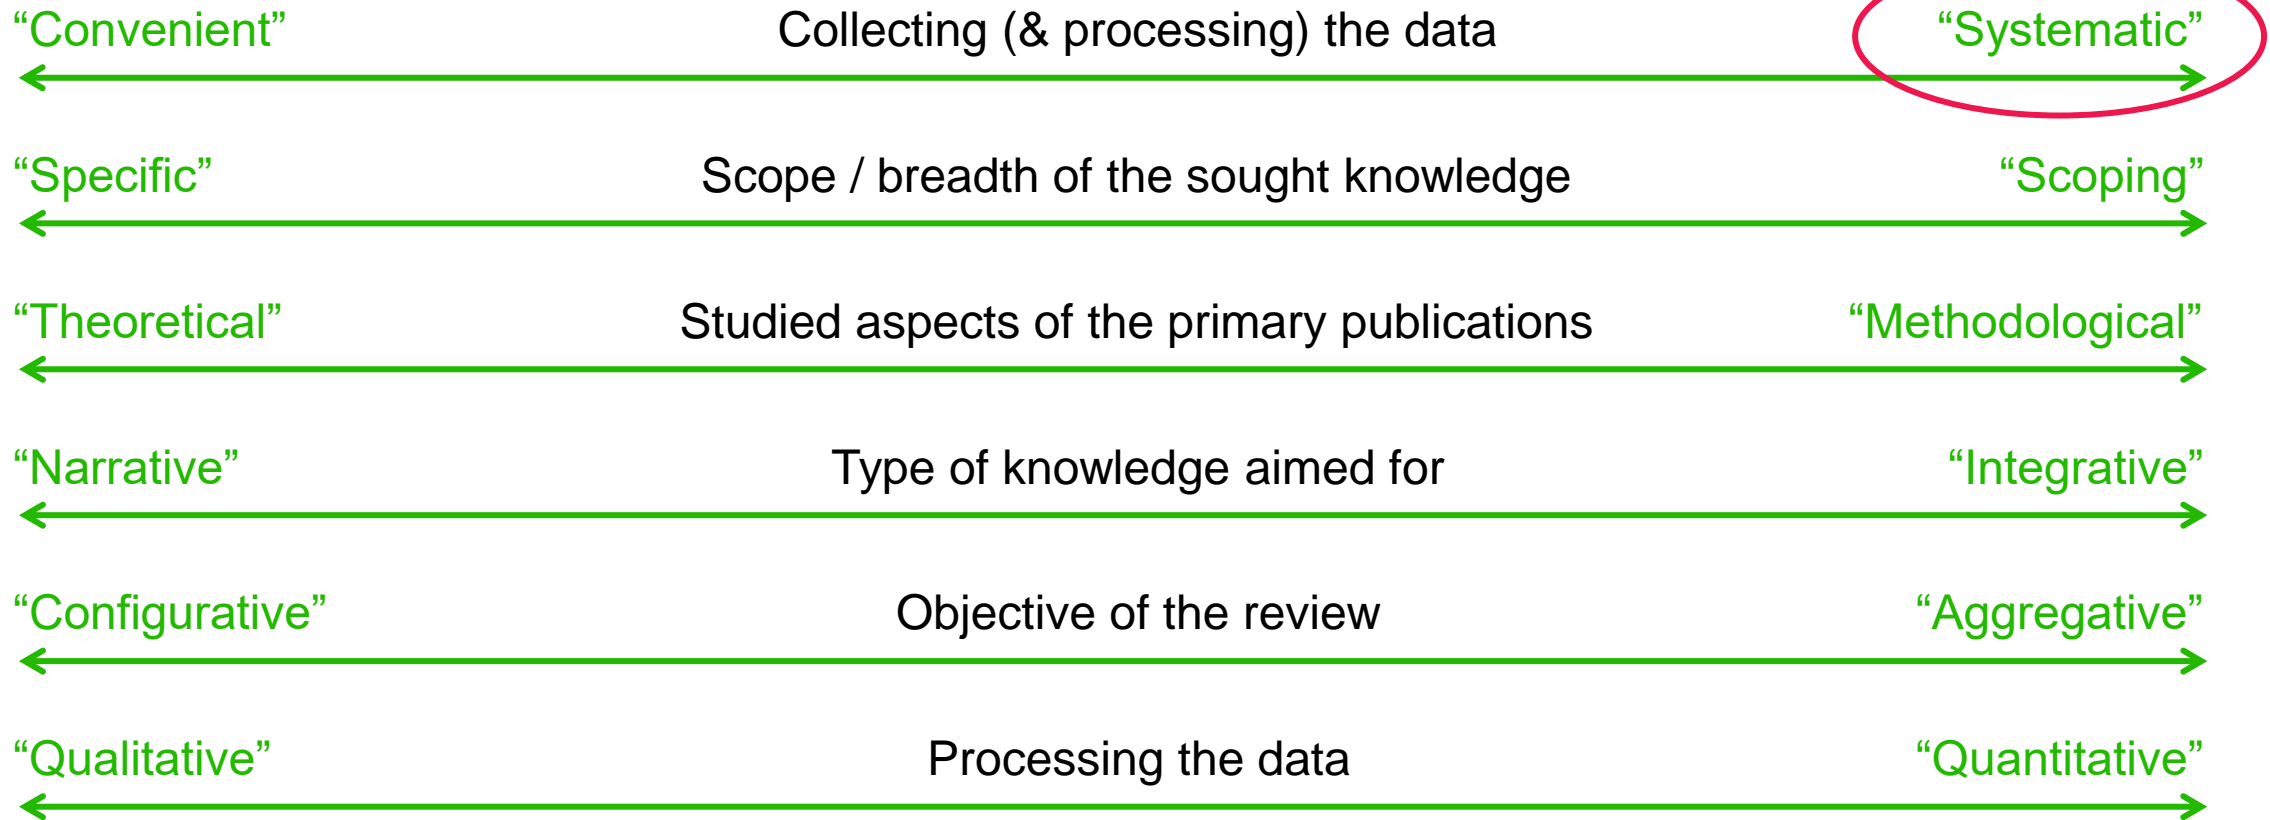 “Convenient” Collecting (& processing) the data “Systematic”
“Specific” Scope / breadth of the sought knowledge “Scoping”
“Theoretical” Studied aspects of the primary publications “Methodological”
“Narrative” Type of knowledge aimed for “Integrative”
“Configurative” Objective of the review “Aggregative”
“Qualitative” Processing the data “Quantitative”